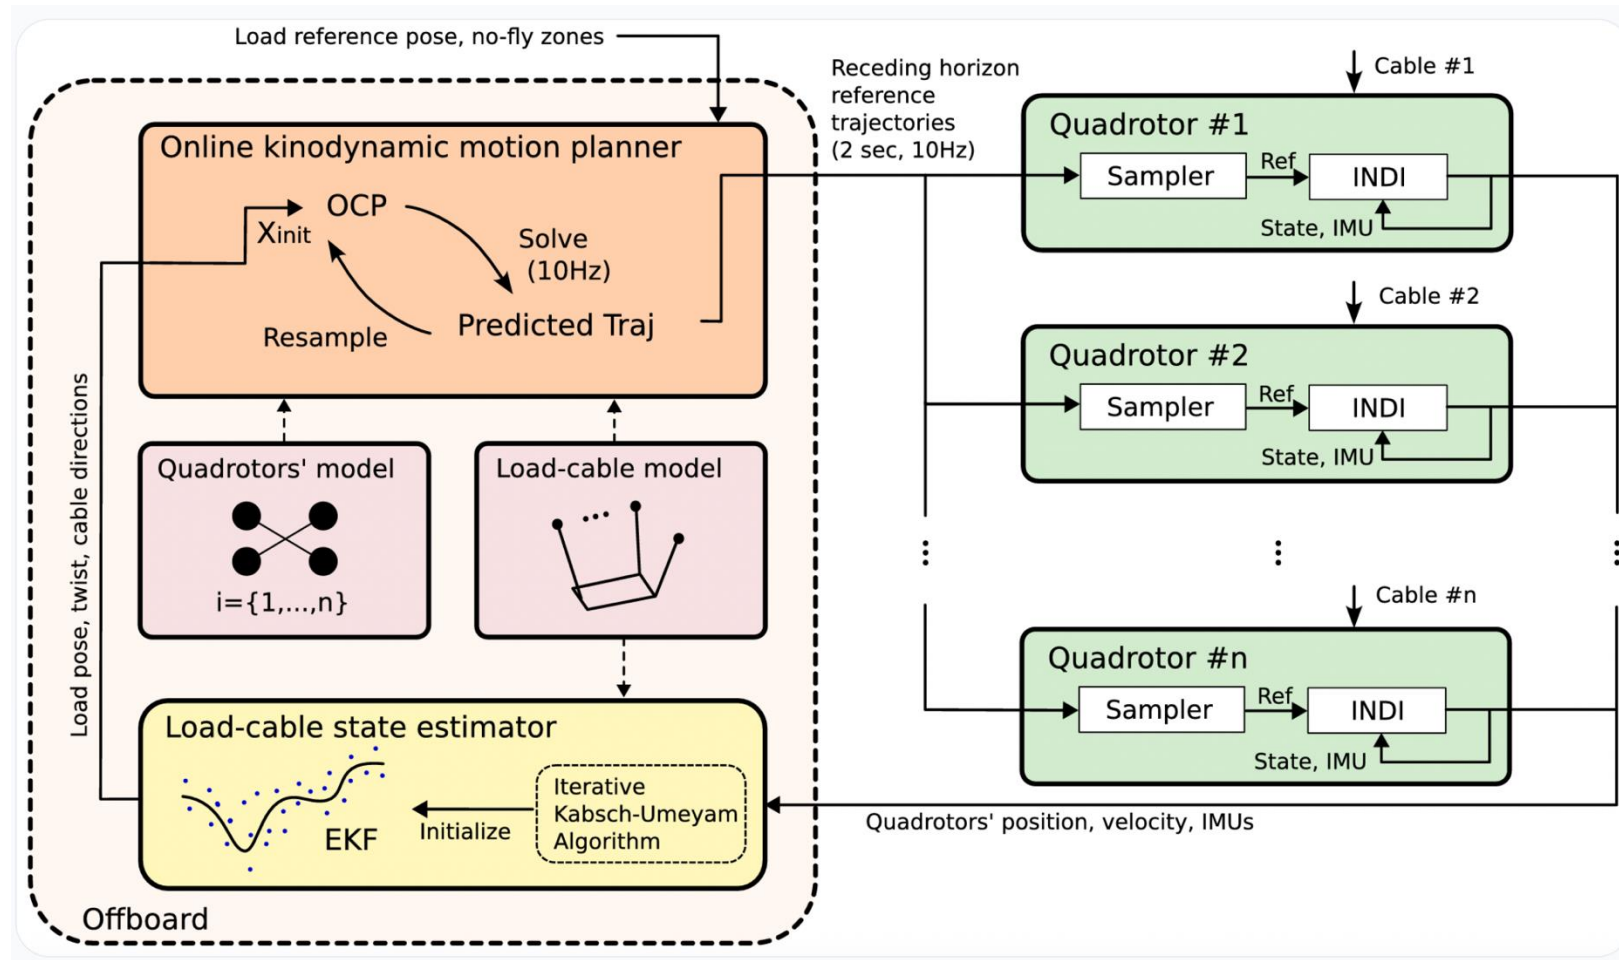 Load reference pose, no-fly zones
Online kinodynamic motion planner
OCP
Xinit
Solve
(10Hz)
Predicted Traj
Resample
Load pose, twist, cable directions
Quadrotors' model
i={1,...,n}
Load-cable model
Load-cable state estimator
EKF
Initialize
Iterative
Kabsch-Umeyam
Algorithm
Offboard
Receding horizon
reference
trajectories
(2 sec, 10Hz)
Cable #1
Quadrotor #1
Sampler
Ref
INDI
State, IMU
Cable #2
Quadrotor #2
Sampler
Ref
INDI
State, IMU
Cable #n
Quadrotor #n
Sampler
Ref
INDI
State, IMU
Quadrotors' position, velocity, IMUs